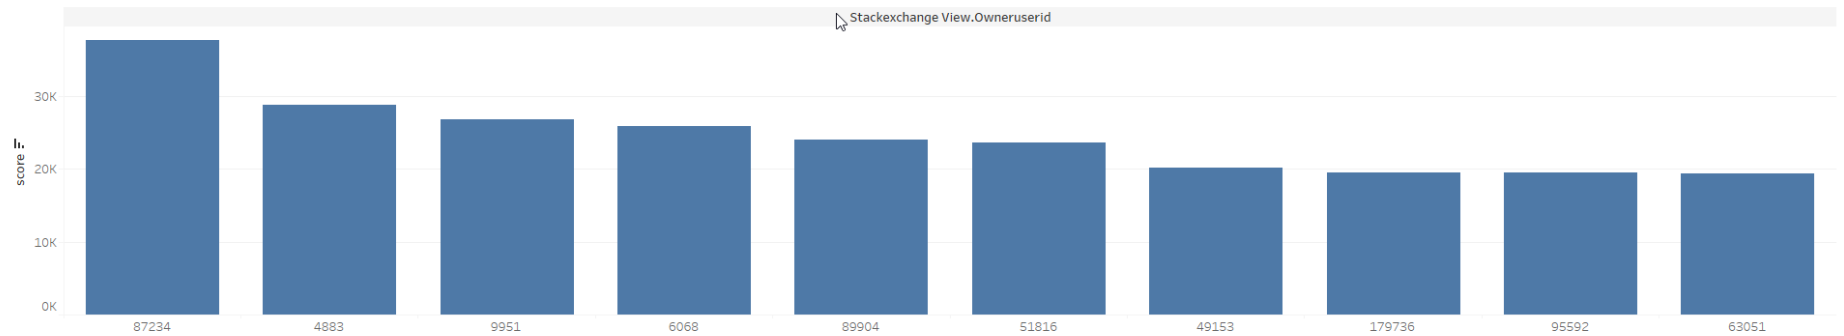 Stackexchange View.Owneruserid
30K
20K
10K
0K
score
87234 4883 9951 6068 89904 51816 49153 179736 95592 63051